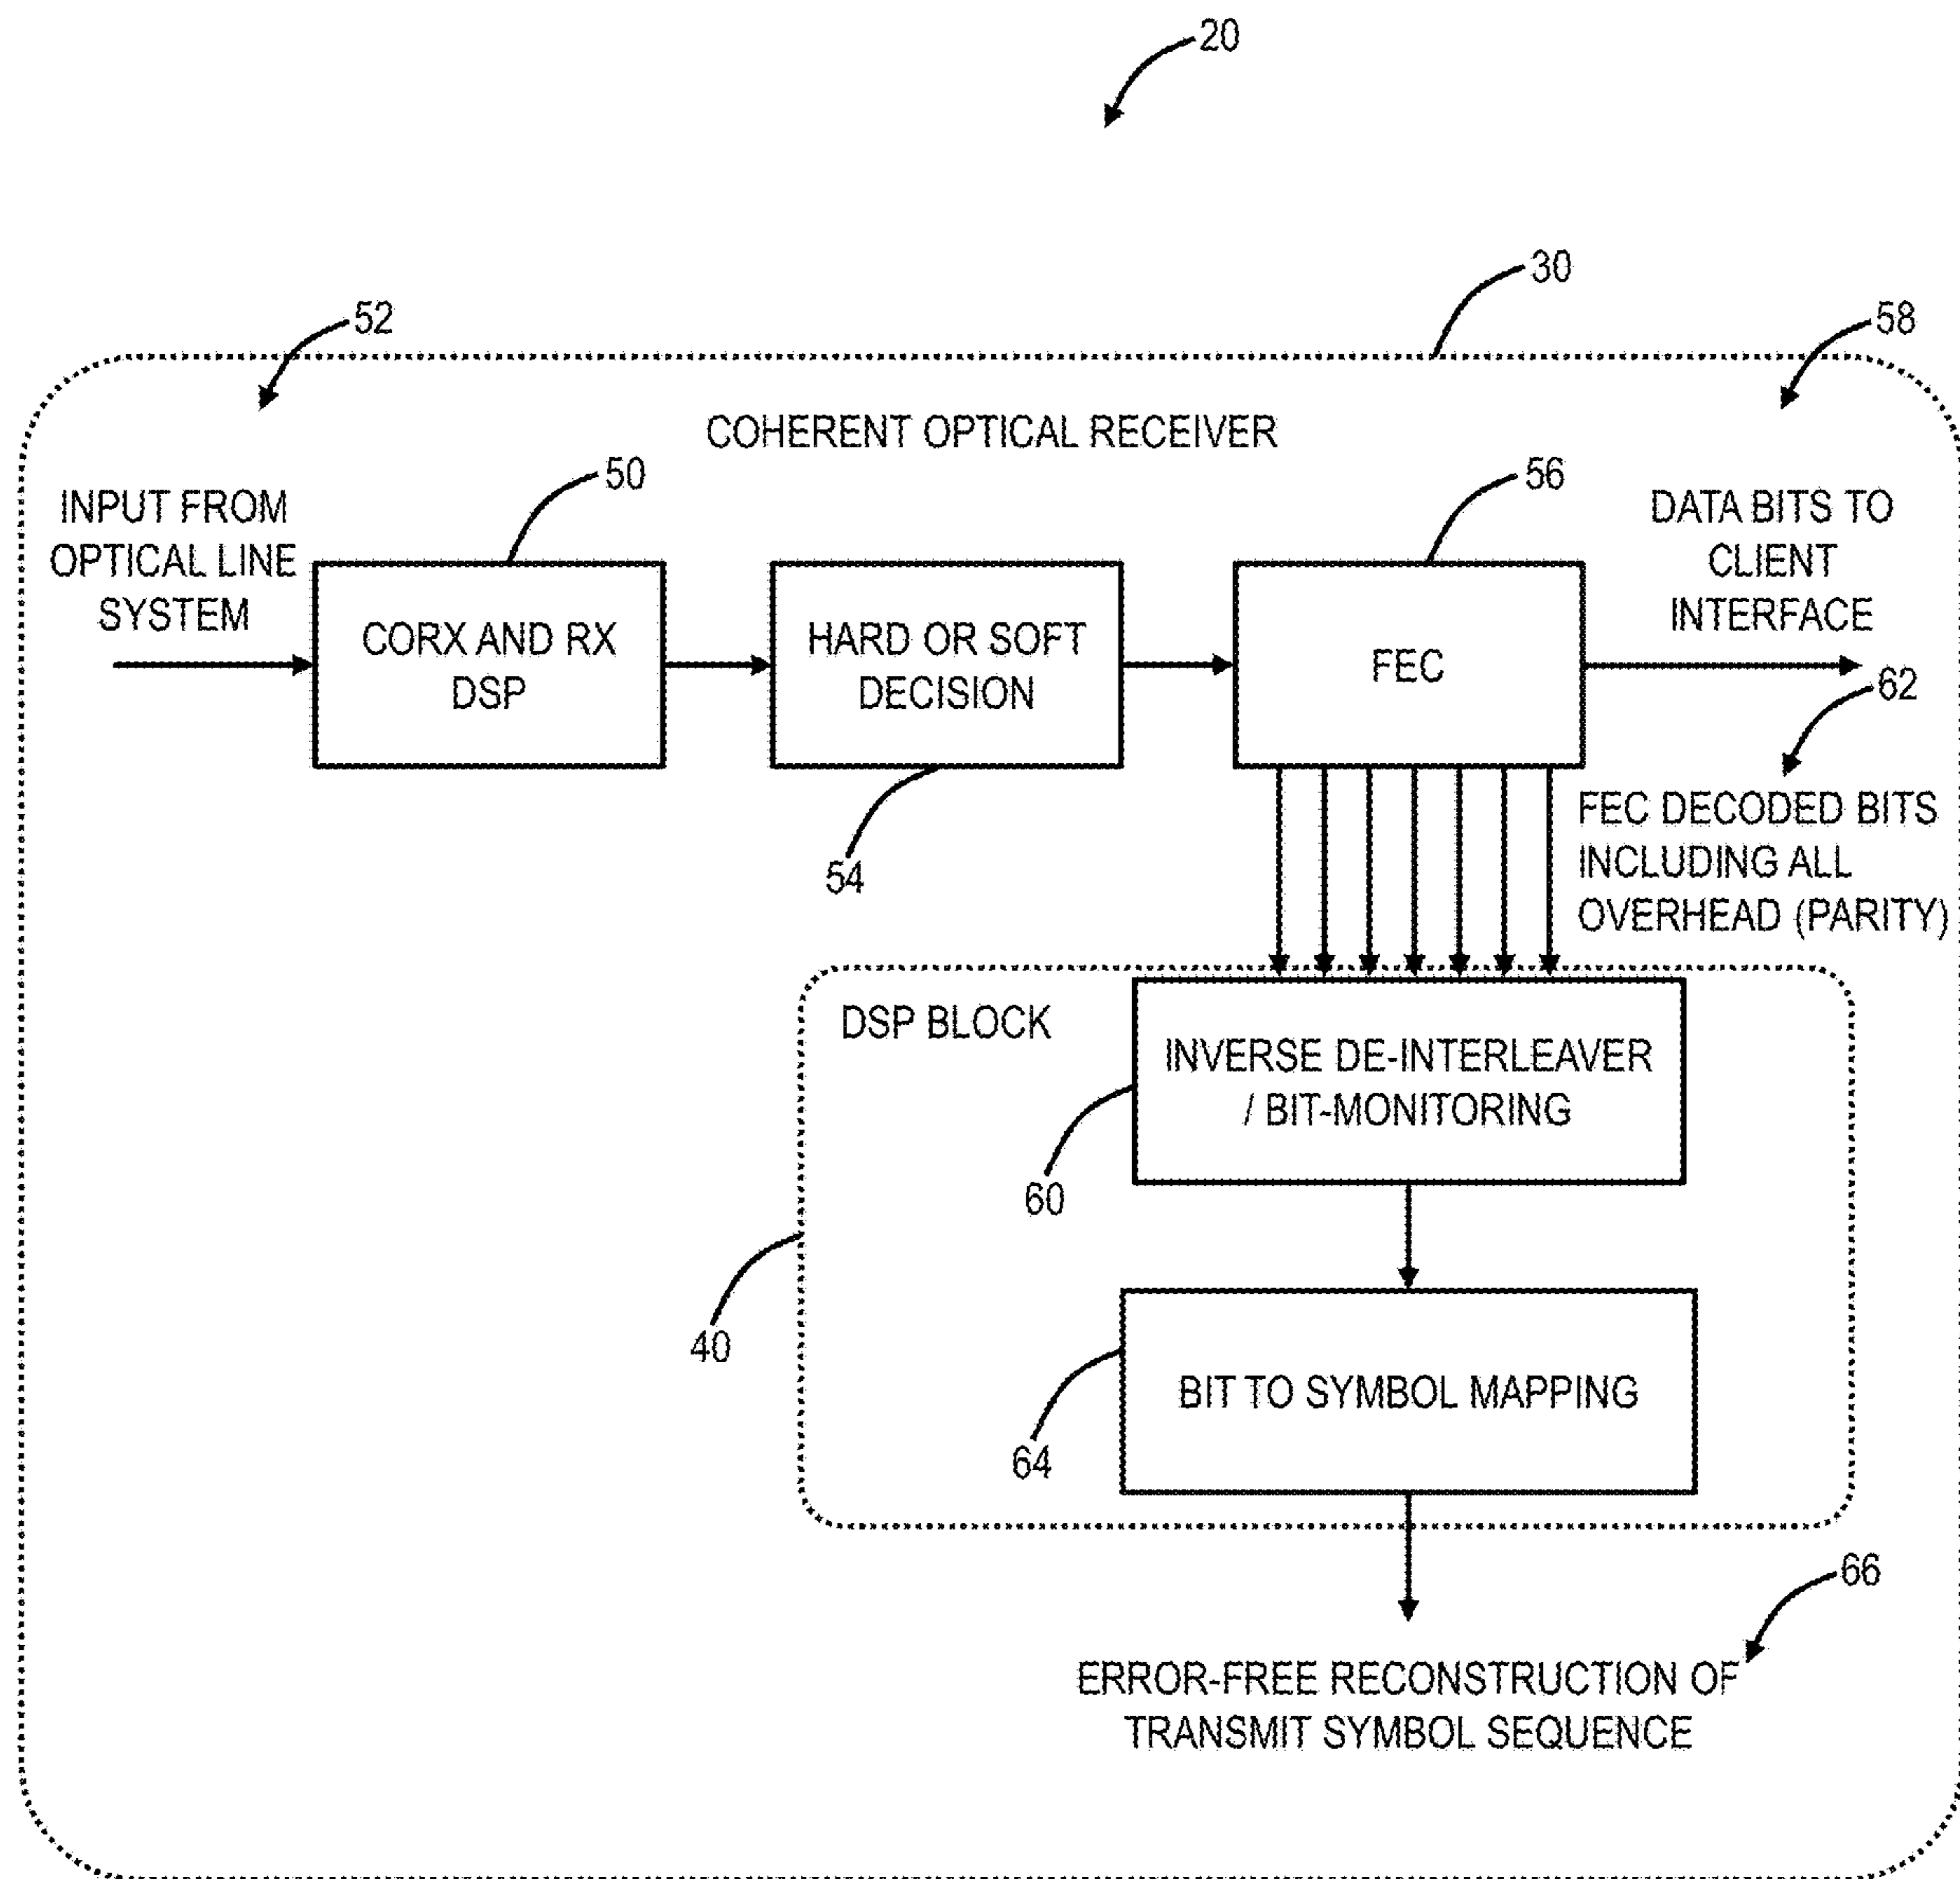 20
30
52
58
COHERENT OPTICAL RECEIVER
50
56
INPUT FROM
OPTICAL LINE
SYSTEM
DATA BITS TO
CLIENT
INTERFACE
CORX AND RX
DSP
HARD OR SOFT
DECISION
FEC
62
54
FEC DECODED BITS
INCLUDING ALL
OVERHEAD (PARITY)
DSP BLOCK
INVERSE DE-INTERLEAVER
/ BIT-MONITORING
60
40
BIT TO SYMBOL MAPPING
64
66
ERROR-FREE RECONSTRUCTION OF
TRANSMIT SYMBOL SEQUENCE